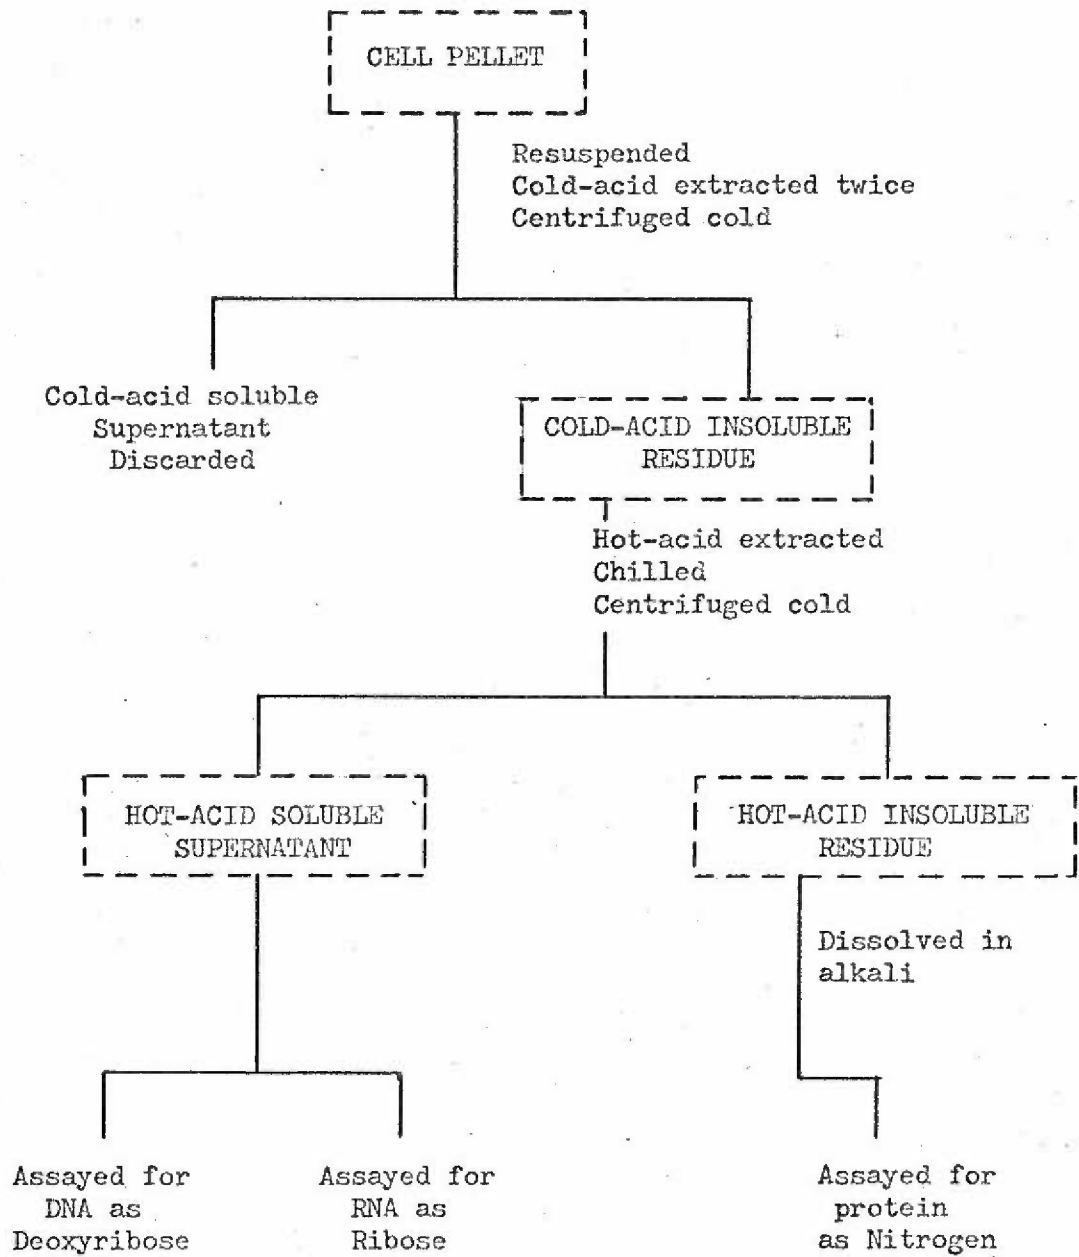 CELL PELLET
Resuspended
Cold-acid extracted twice
Centrifuged cold
Cold-acid soluble
Supernatant
Discarded
COLD-ACID INSOLUBLE
RESIDUE
Hot-acid extracted
Chilled
Centrifuged cold
HOT-ACID SOLUBLE
SUPERNATANT
HOT-ACID INSOLUBLE
RESIDUE
Dissolved in
alkali
Assayed for
DNA as
Deoxyribose
Assayed for
RNA as
Ribose
Assayed for
protein
as Nitrogen